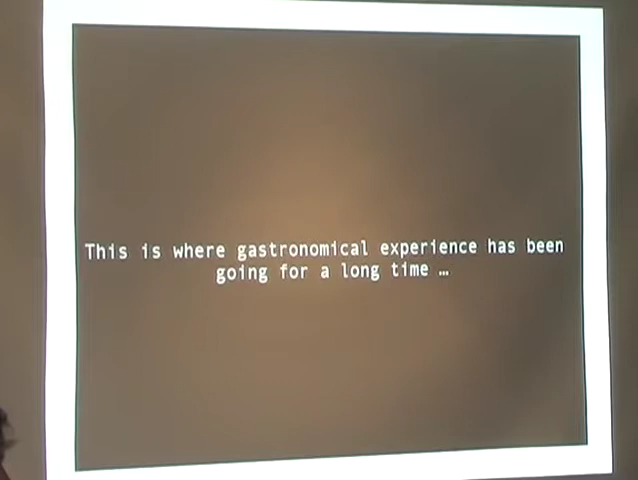 This is where gastronomical experience has been
going for a long time …